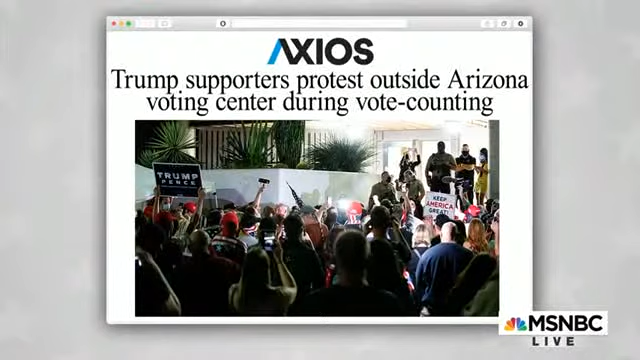 AXIOS
Trump supporters protest outside Arizona
voting center during vote-counting
TRUMP
PENCE
KEEP
AMERICA
GREAT!
MSNBC
LIVE